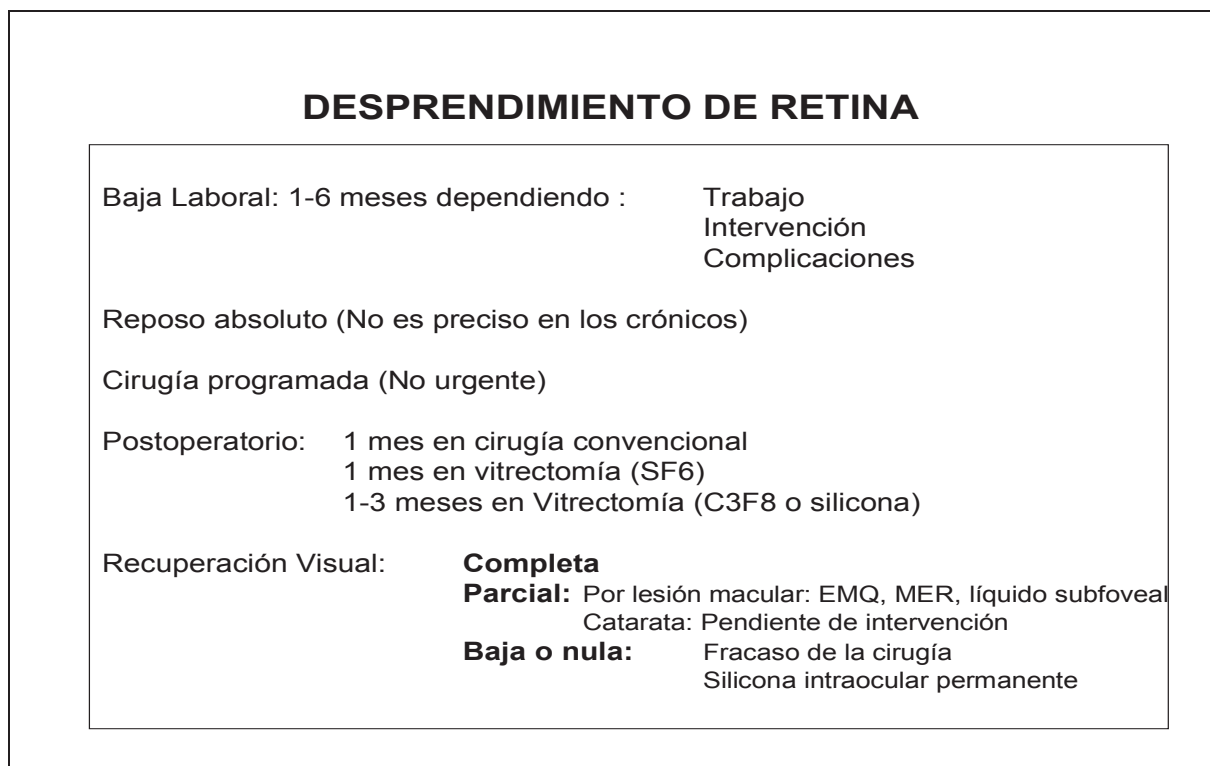 DESPRENDIMIENTO DE RETINA
Baja Laboral: 1-6 meses dependiendo : Trabajo
Intervención
Complicaciones
Reposo absoluto (No es preciso en los crónicos)
Cirugía programada (No urgente)
Postoperatorio: 1 mes en cirugía convencional
1 mes en vitrectomía (SF6)
1-3 meses en Vitrectomía (C3F8 o silicona)
Recuperación Visual: Completa
Parcial: Por lesión macular: EMQ, MER, líquido subfoveal
Catarata: Pendiente de intervención
Baja o nula: Fracaso de la cirugía
Silicona intraocular permanente